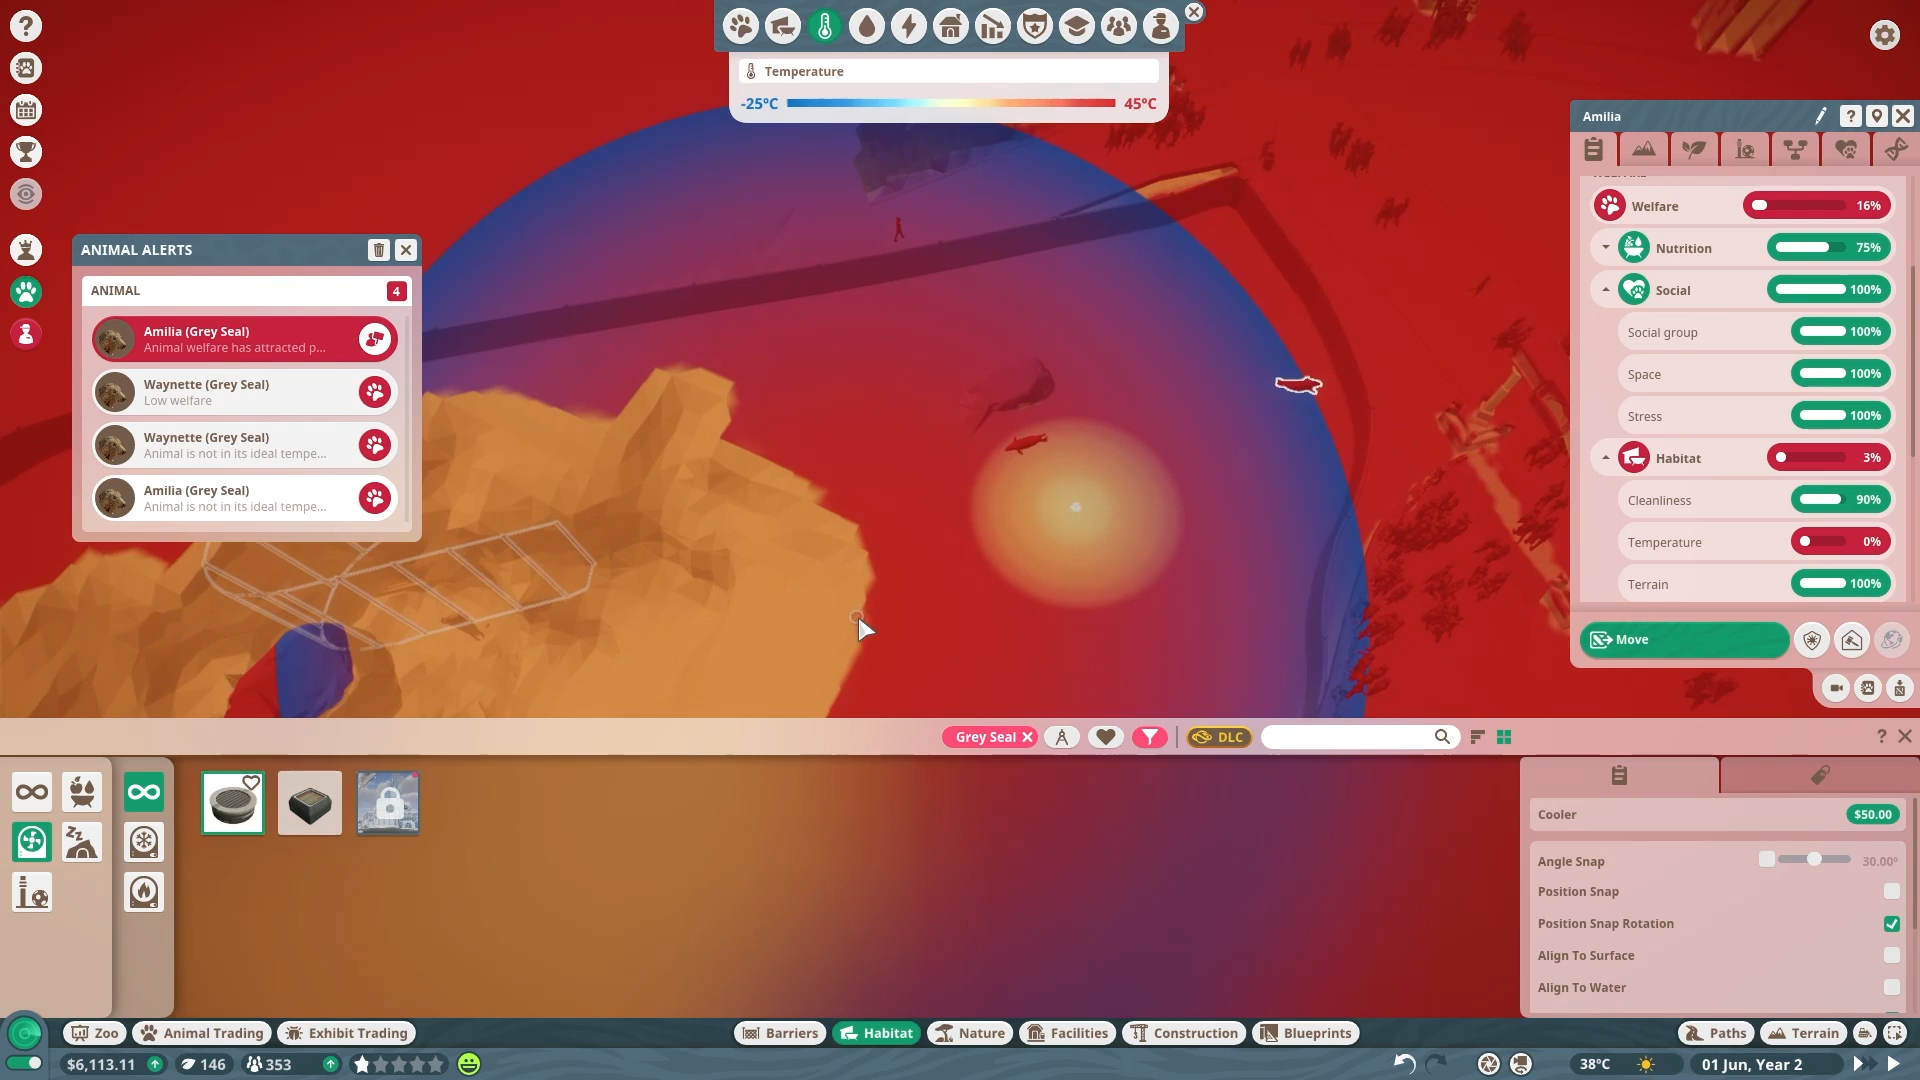 Temperature
-25°C 45°C
Amilia
WELFARE
Welfare 16%
Nutrition 75%
Social 100%
Social group 100%
Space 100%
Stress 100%
Habitat 3%
Cleanliness 90%
Temperature 0%
Terrain 100%
Move
ANIMAL ALERTS
ANIMAL 4
Amilia (Grey Seal)
Animal welfare has attracted p...
Waynette (Grey Seal)
Low welfare
Waynette (Grey Seal)
Animal is not in its ideal tempe...
Amilia (Grey Seal)
Animal is not in its ideal tempe...
Grey Seal DLC
Cooler $50.00
Angle Snap 30.00°
Position Snap
Position Snap Rotation
Align To Surface
Align To Water
Zoo Animal Trading Exhibit Trading Barriers Habitat Nature Facilities Construction Blueprints Paths Terrain
$6,113.11 146 353 38°C 01 Jun, Year 2